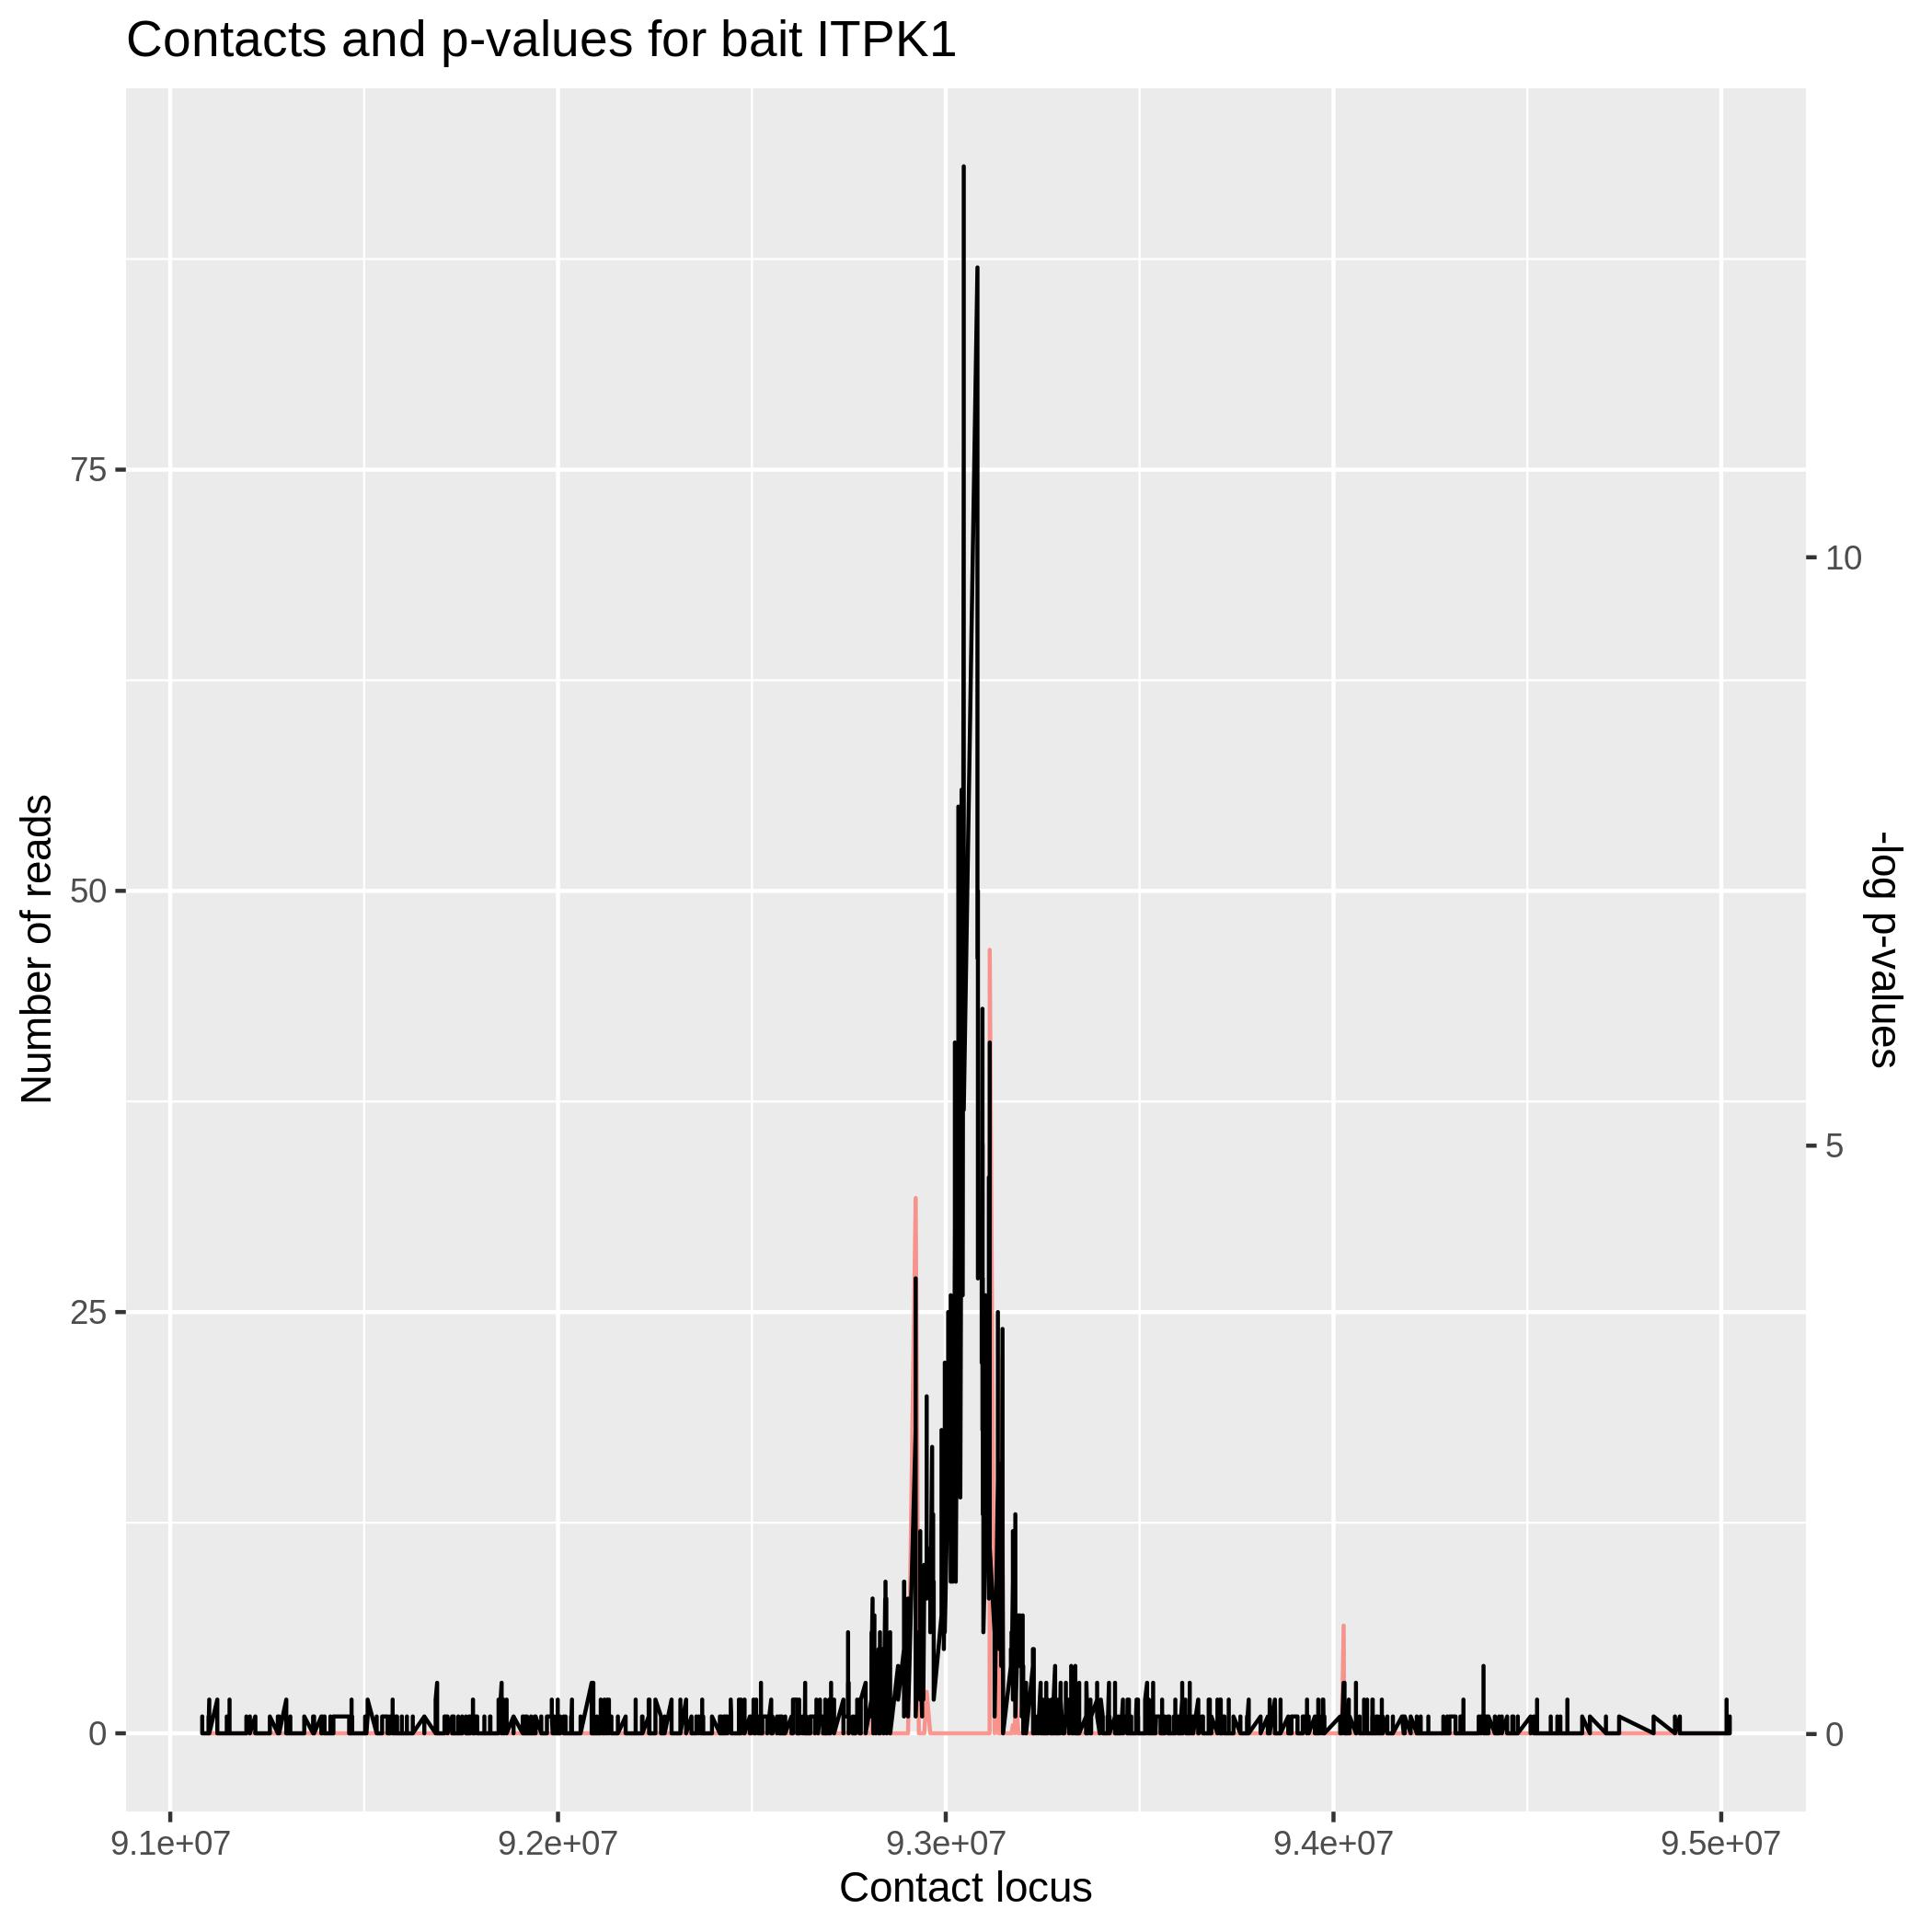 Contacts and p-values for bait ITPK1
Number of reads
75
50
25
0
10
5
0
-log p-values
9.1e+07
9.2e+07
9.3e+07
9.4e+07
9.5e+07
Contact locus